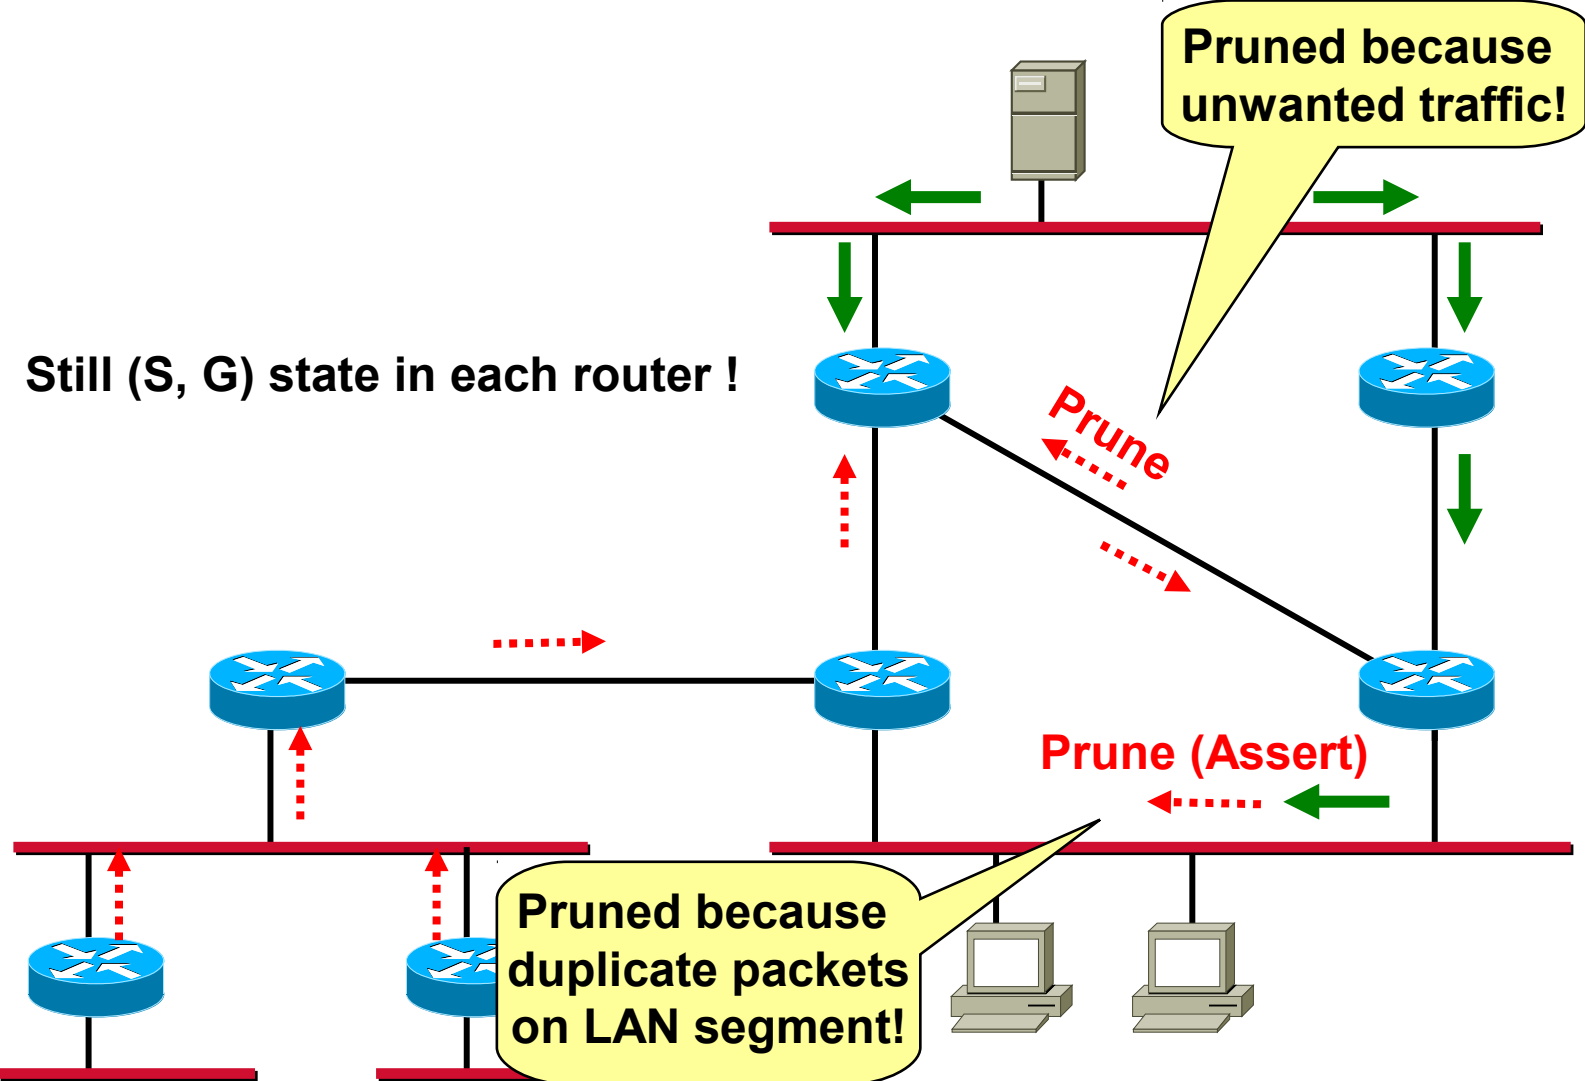 Pruned because
unwanted traffic!
Still (S, G) state in each router !
Prune
Prune (Assert)
Pruned because
duplicate packets
on LAN segment!